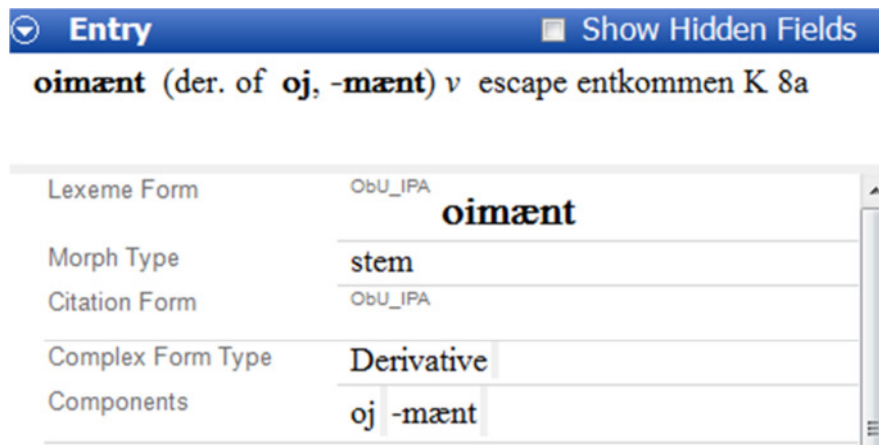 Entry Show Hidden Fields
oimænt (der. of oj, -mænt) v escape entkommen K 8a
Lexeme Form ObU_IPA oimænt
Morph Type stem
Citation Form ObU_IPA
Complex Form Type Derivative
Components oj -mænt